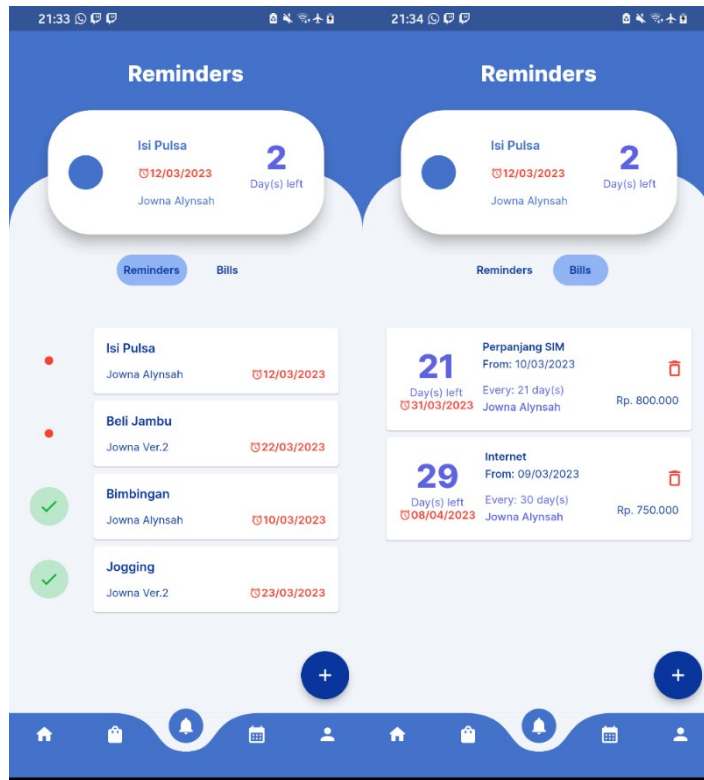 21:33
Reminders
Isi Pulsa
12/03/2023
Jowna Alynsah
2
Day(s) left
Reminders Bills
Isi Pulsa
Jowna Alynsah 12/03/2023
Beli Jambu
Jowna Ver.2 22/03/2023
Bimbingan
Jowna Alynsah 10/03/2023
Jogging
Jowna Ver.2 23/03/2023
+
21:34
Reminders
Isi Pulsa
12/03/2023
Jowna Alynsah
2
Day(s) left
Reminders Bills
21
Day(s) left
31/03/2023
Perpanjang SIM
From: 10/03/2023
Every: 21 day(s)
Jowna Alynsah
Rp. 800.000
29
Day(s) left
08/04/2023
Internet
From: 09/03/2023
Every: 30 day(s)
Jowna Alynsah
Rp. 750.000
+